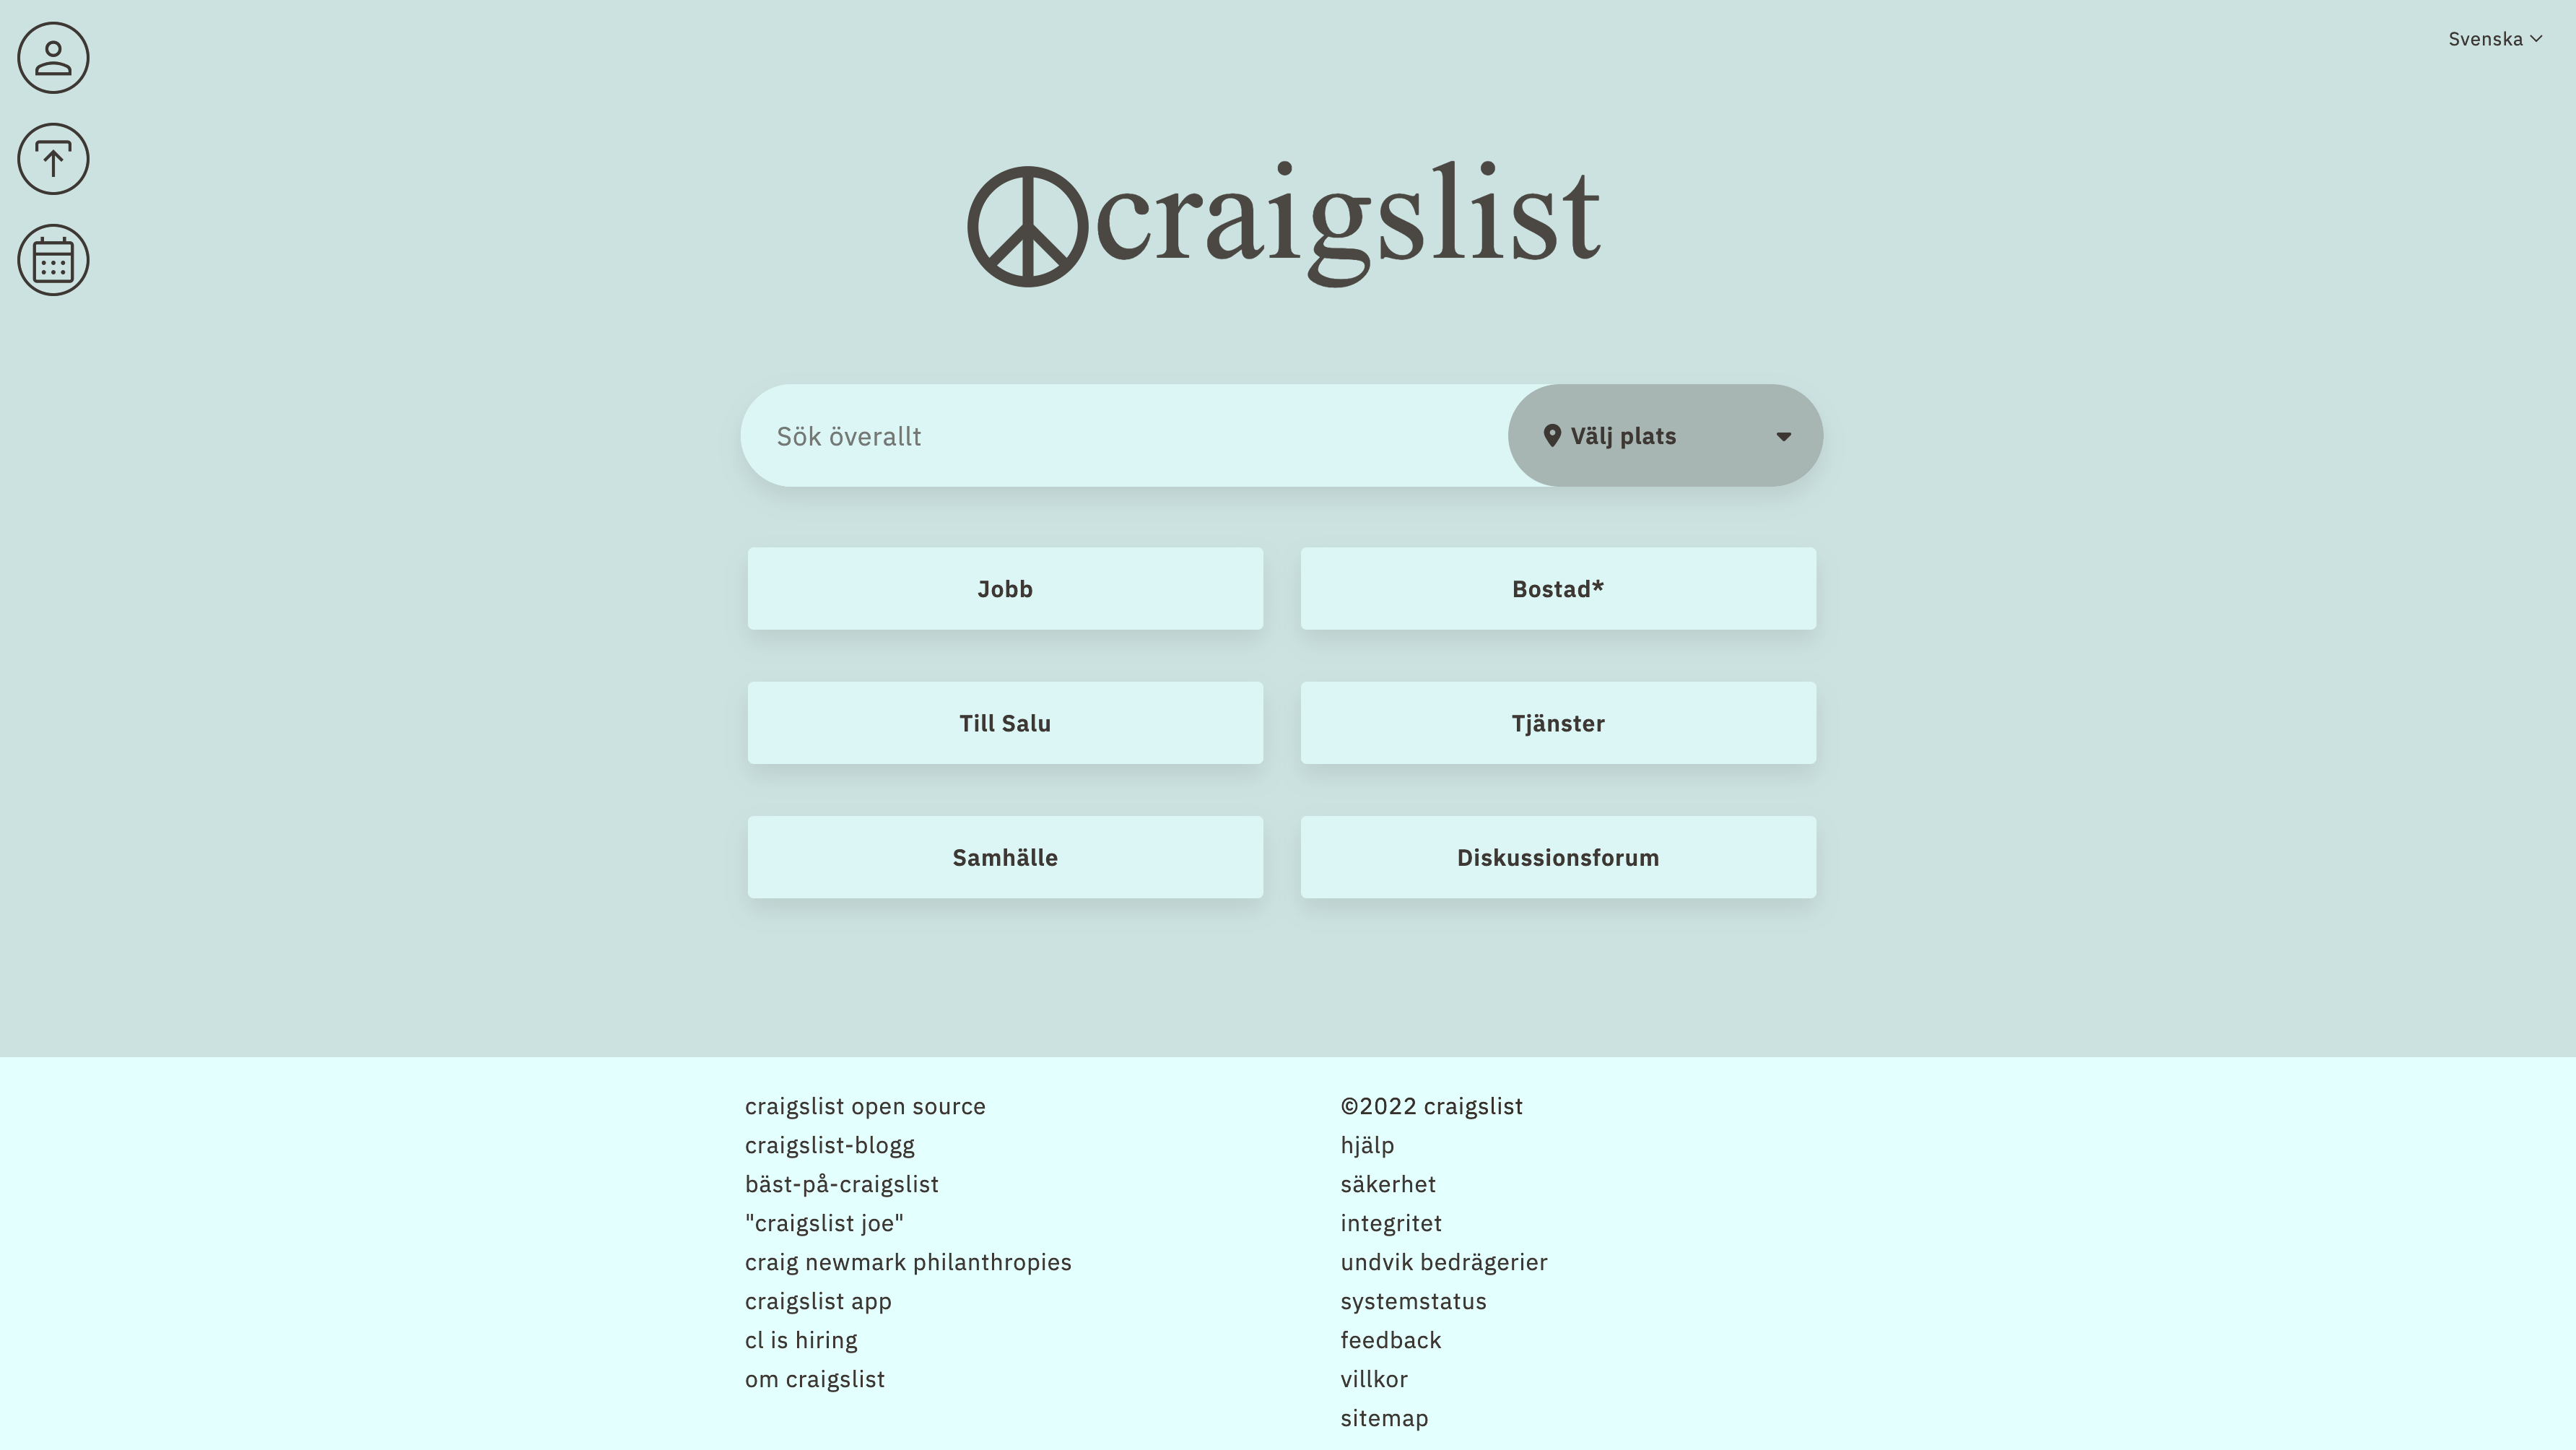 Svenska
craigslist
Sök överallt
Välj plats
Jobb
Bostad*
Till Salu
Tjänster
Samhälle
Diskussionsforum
craigslist open source
craigslist-blogg
bäst-på-craigslist
"craigslist joe"
craig newmark philanthropies
craigslist app
cl is hiring
om craigslist
©2022 craigslist
hjälp
säkerhet
integritet
undvik bedrägerier
systemstatus
feedback
villkor
sitemap